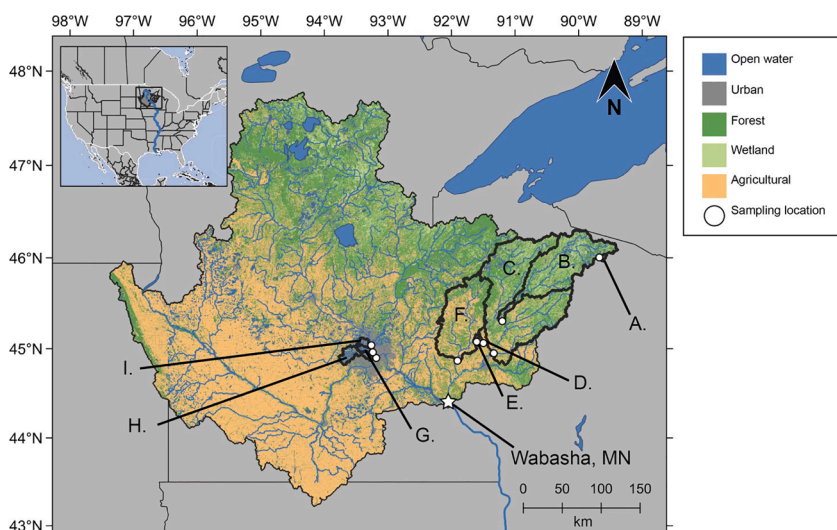 98°W 97°W 96°W 95°W 94°W 93°W 92°W 91°W 90°W 89°W
48°N
47°N
46°N
45°N
44°N
43°N
N
C.
B.
F.
A.
I.
H.
G.
E.
D.
Wabasha, MN
0 50 100 150
km
Open water
Urban
Forest
Wetland
Agricultural
Sampling location